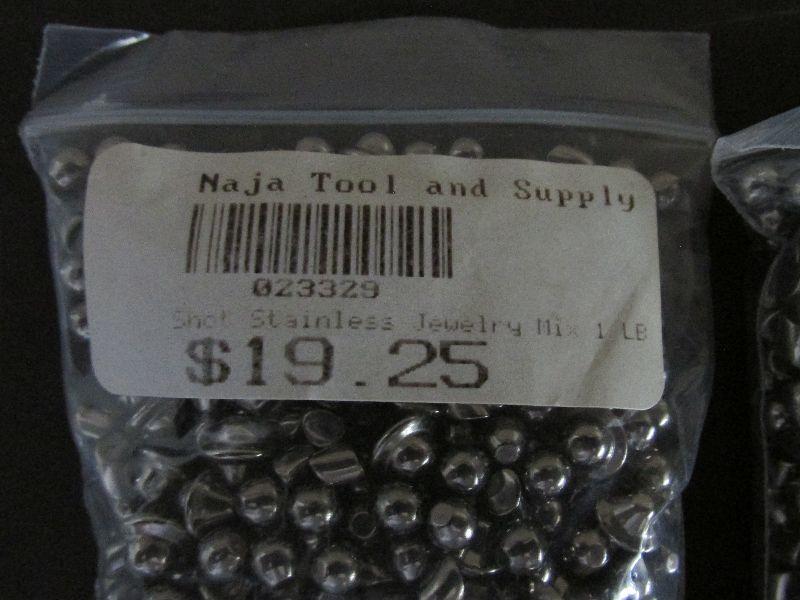 Naja Tool and Supply
023329
Shot Stainless Jewelry Mix 1 LB
$19.25